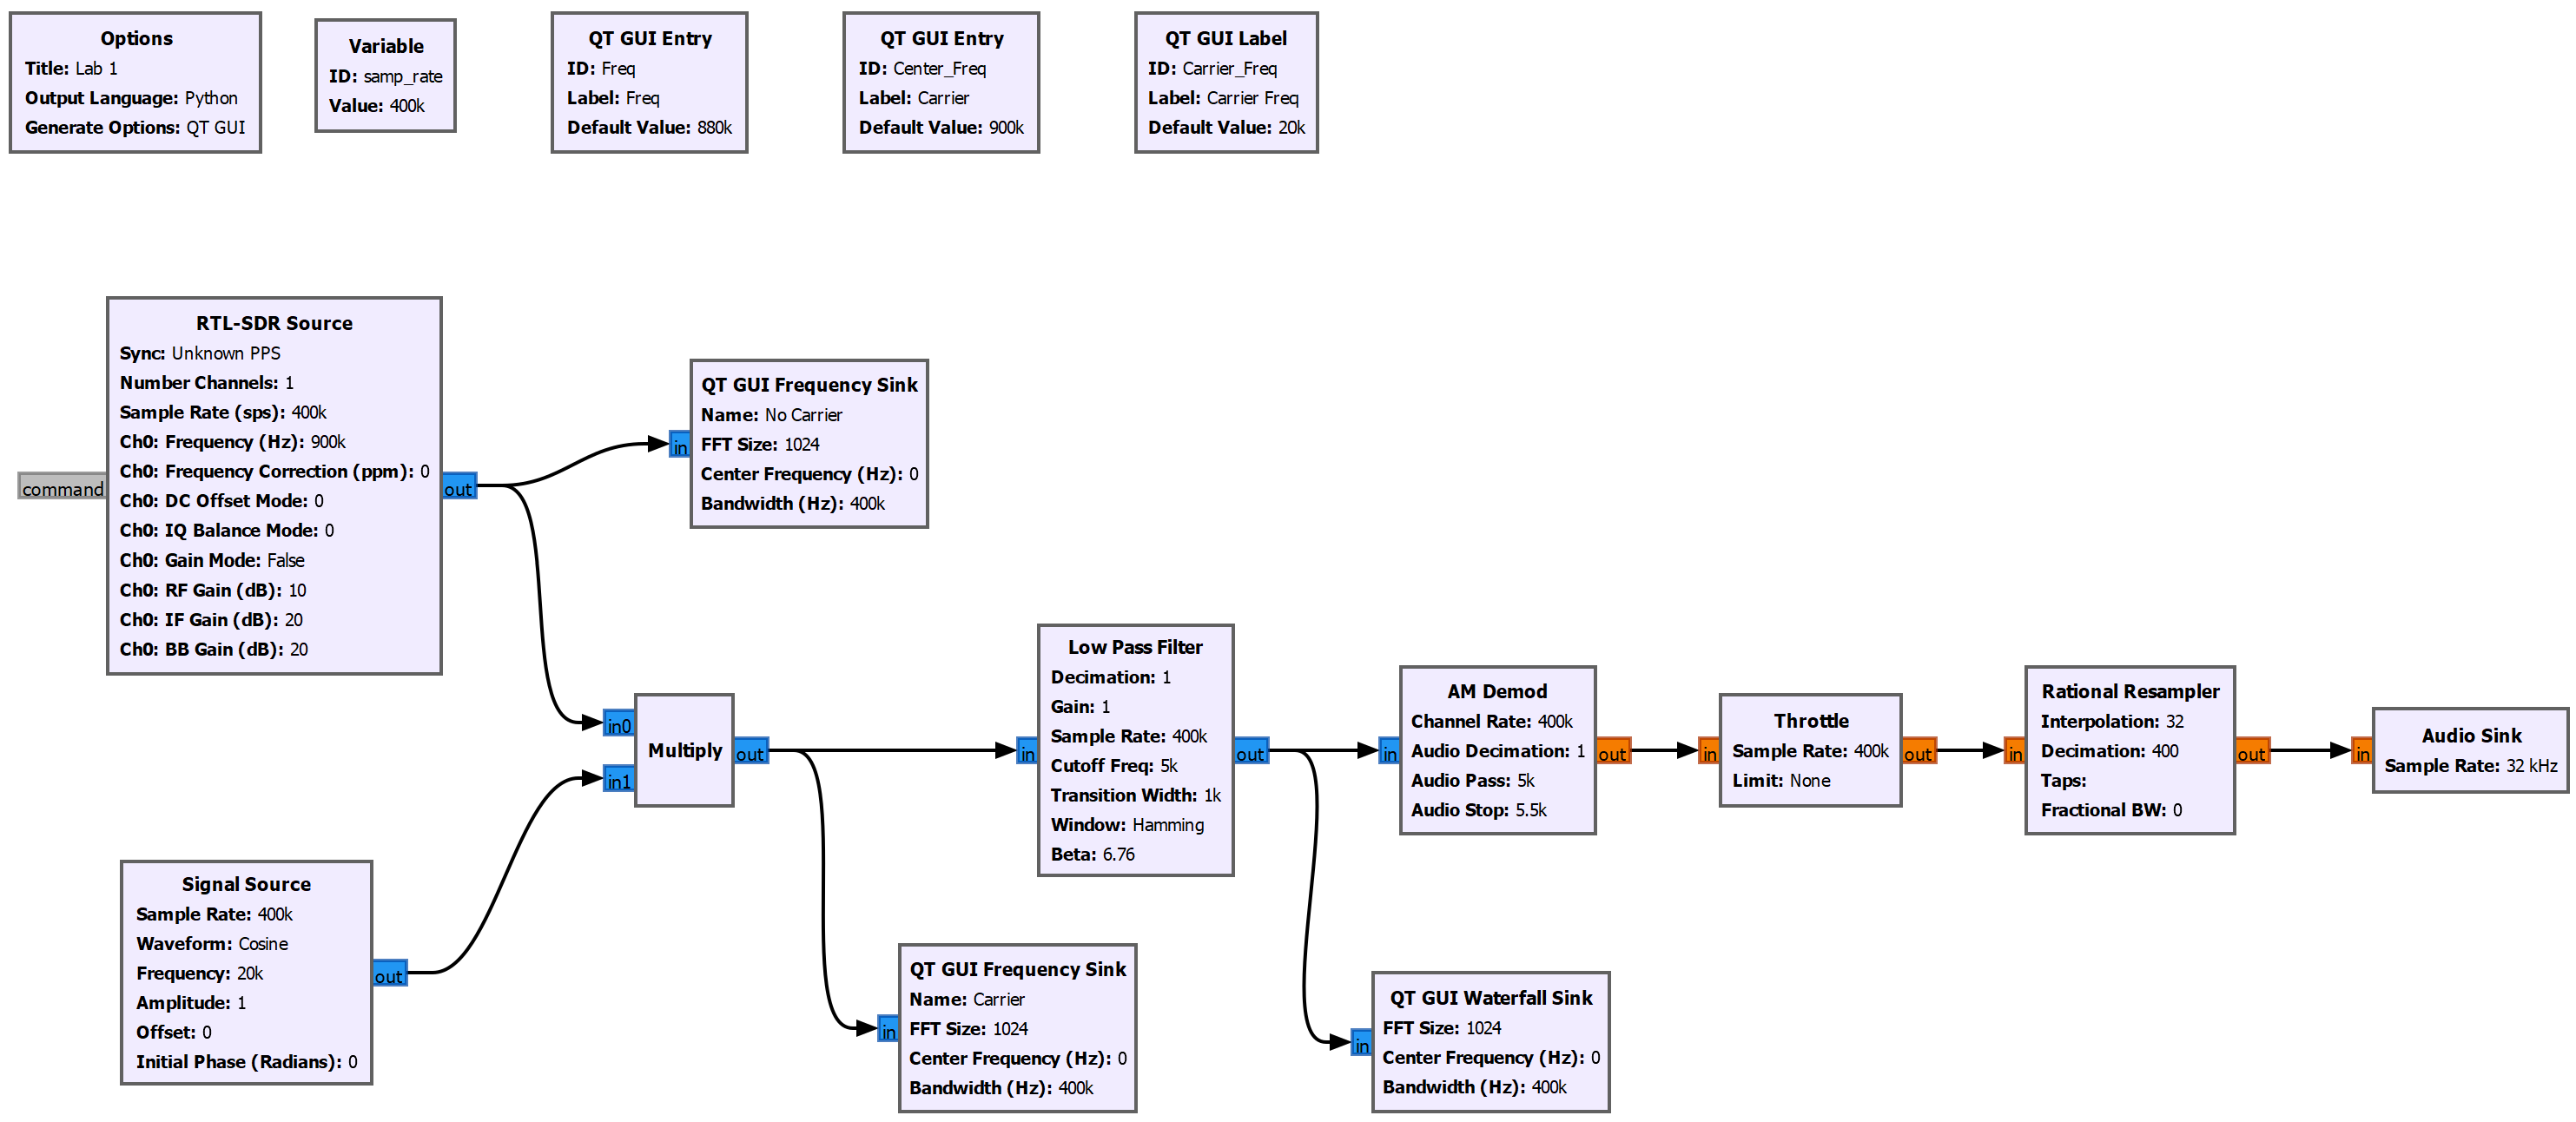 Options
Title: Lab 1
Output Language: Python
Generate Options: QT GUI
Variable
ID: samp_rate
Value: 400k
QT GUI Entry
ID: Freq
Label: Freq
Default Value: 880k
QT GUI Entry
ID: Center_Freq
Label: Carrier
Default Value: 900k
QT GUI Label
ID: Carrier_Freq
Label: Carrier Freq
Default Value: 20k
RTL-SDR Source
Sync: Unknown PPS
Number Channels: 1
Sample Rate (sps): 400k
Ch0: Frequency (Hz): 900k
Ch0: Frequency Correction (ppm): 0
Ch0: DC Offset Mode: 0
Ch0: IQ Balance Mode: 0
Ch0: Gain Mode: False
Ch0: RF Gain (dB): 10
Ch0: IF Gain (dB): 20
Ch0: BB Gain (dB): 20
command
out
QT GUI Frequency Sink
Name: No Carrier
FFT Size: 1024
Center Frequency (Hz): 0
Bandwidth (Hz): 400k
in
Multiply
in0
in1
out
Low Pass Filter
Decimation: 1
Gain: 1
Sample Rate: 400k
Cutoff Freq: 5k
Transition Width: 1k
Window: Hamming
Beta: 6.76
in
out
AM Demod
Channel Rate: 400k
Audio Decimation: 1
Audio Pass: 5k
Audio Stop: 5.5k
in
out
Throttle
Sample Rate: 400k
Limit: None
in
out
Rational Resampler
Interpolation: 32
Decimation: 400
Taps:
Fractional BW: 0
in
out
Audio Sink
Sample Rate: 32 kHz
in
Signal Source
Sample Rate: 400k
Waveform: Cosine
Frequency: 20k
Amplitude: 1
Offset: 0
Initial Phase (Radians): 0
out
QT GUI Frequency Sink
Name: Carrier
FFT Size: 1024
Center Frequency (Hz): 0
Bandwidth (Hz): 400k
in
QT GUI Waterfall Sink
FFT Size: 1024
Center Frequency (Hz): 0
Bandwidth (Hz): 400k
in